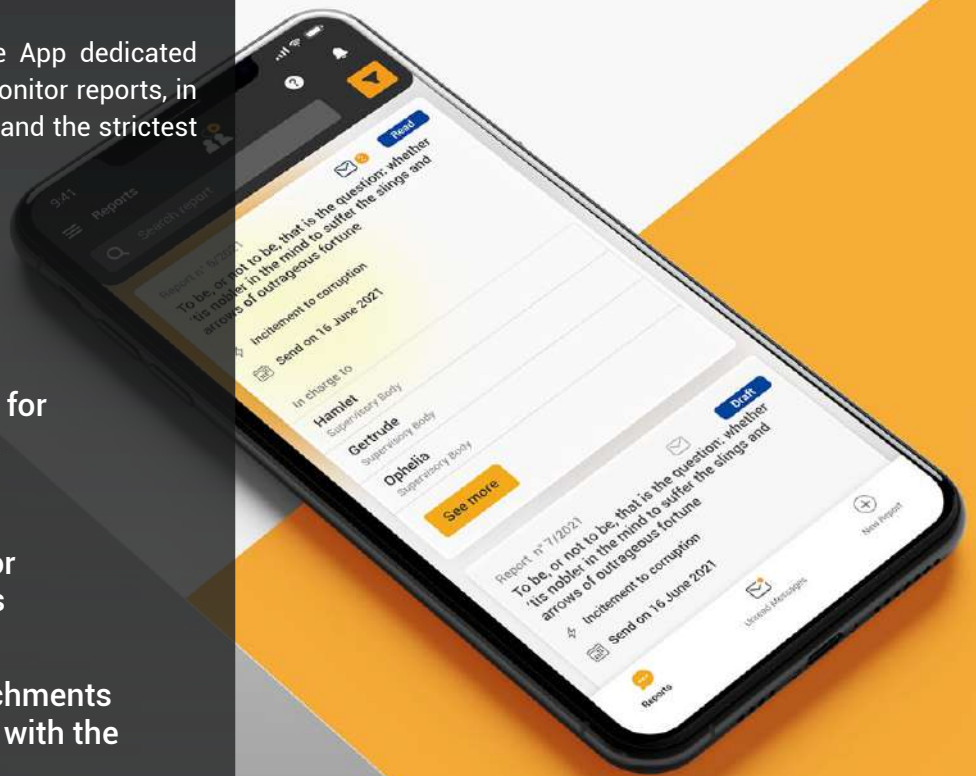 e App dedicated
onitor reports, in
and the strictest
for
or
s
chments
with the
9:41
Reports
Search report
Read
2
Report n° 6/2021
To be, or not to be, that is the question: whether
'tis nobler in the mind to suffer the slings and
arrows of outrageous fortune
Incitement to corruption
Send on 16 June 2021
In charge to
Hamlet
Supervisory Body
Gertrude
Supervisory Body
Ophelia
Supervisory Body
See more
Draft
Report n° 7/2021
To be, or not to be, that is the question: whether
'tis nobler in the mind to suffer the slings and
arrows of outrageous fortune
Incitement to corruption
Send on 16 June 2021
Reports
Unread Messages
New Report